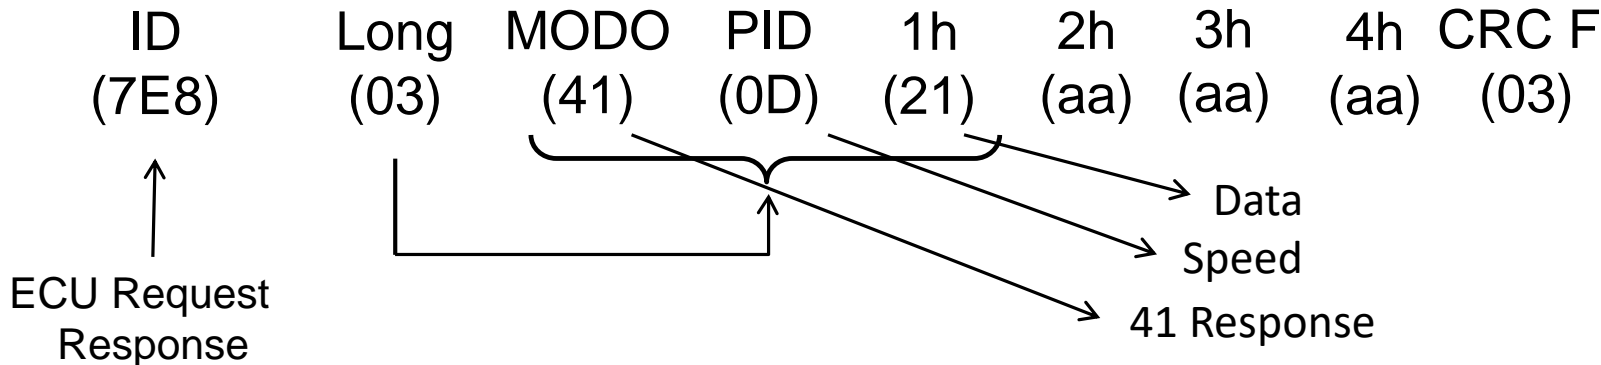 ID Long MODO PID 1h 2h 3h 4h CRC F
(7E8) (03) (41) (0D) (21) (aa) (aa) (aa) (03)
Data
Speed
ECU Request
41 Response
Response